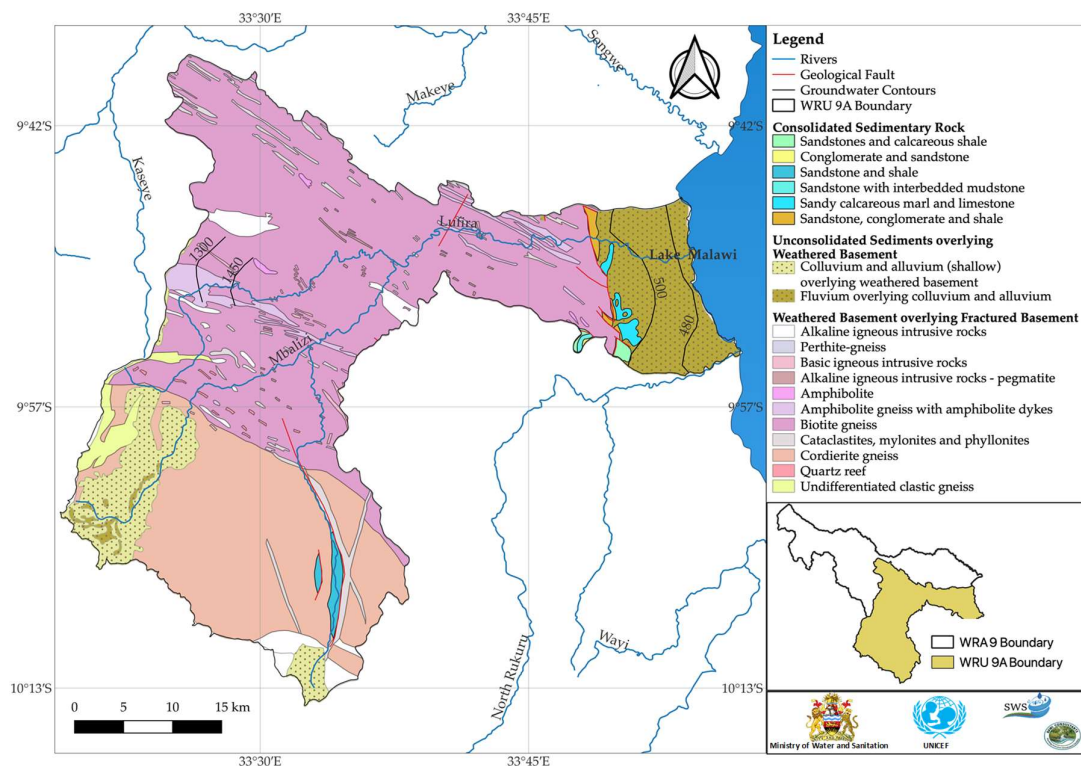 33°30'E
33°45'E
Songwe
Makeye
9°42'S
9°42'S
Kaseye
Lufira
1300
1450
Lake Malawi
500
480
Mbalizi
9°57'S
9°57'S
Wayi
North Rukuru
10°13'S
10°13'S
0 5 10 15 km
33°30'E
33°45'E
Legend
Rivers
Geological Fault
Groundwater Contours
WRU 9A Boundary
Consolidated Sedimentary Rock
Sandstones and calcareous shale
Conglomerate and sandstone
Sandstone and shale
Sandstone with interbedded mudstone
Sandy calcareous marl and limestone
Sandstone, conglomerate and shale
Unconsolidated Sediments overlying
Weathered Basement
Colluvium and alluvium (shallow)
overlying weathered basement
Fluvium overlying colluvium and alluvium
Weathered Basement overlying Fractured Basement
Alkaline igneous intrusive rocks
Perthite-gneiss
Basic igneous intrusive rocks
Alkaline igneous intrusive rocks - pegmatite
Amphibolite
Amphibolite gneiss with amphibolite dykes
Biotite gneiss
Cataclastites, mylonites and phyllonites
Cordierite gneiss
Quartz reef
Undifferentiated clastic gneiss
WRA 9 Boundary
WRU 9A Boundary
Ministry of Water and Sanitation
UNICEF
sws